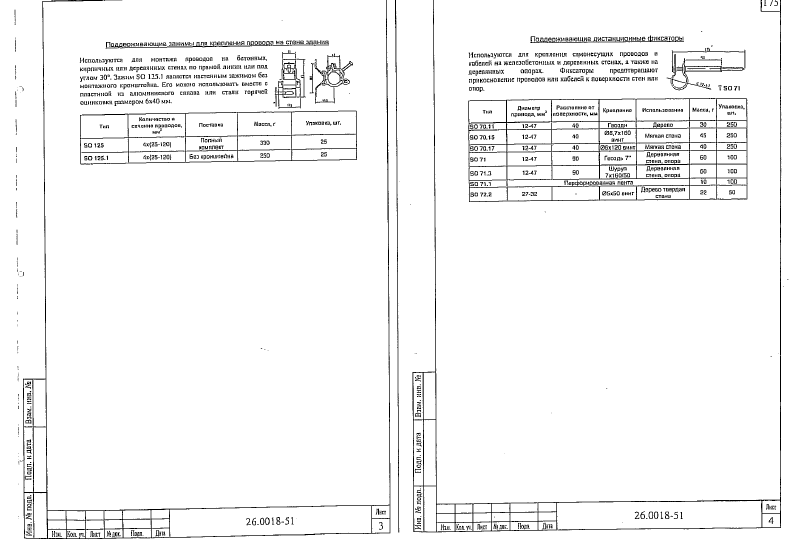 Поддерживающие зажимы для крепления провода на стене здания
Используются для монтажа проводов на бетонных,
кирпичных или деревянных стенах по прямой линии или под
углом 30°. Зажим SO 125.1 является настенным зажимом без
монтажного кронштейна. Его можно использовать вместе с
пластиной из алюминиевого сплава или стали горячей
оцинковки размером 6x40 мм.
Тип Количество и сечение проводов, мм² Поставка Масса, г Упаковка, шт.
SO 125 4x(25-120) Полный комплект 330 25
SO 125.1 4x(25-120) Без кронштейна 250 25
Взам. инв. №
Подп. и дата
Инв. № подл.
Изм. Кол. уч. Лист № док. Подп. Дата
26.0018-51
Лист
3
175
Поддерживающие дистанционные фиксаторы
Используются для крепления самонесущих проводов и
кабелей на железобетонных и деревянных стенах, а также на
деревянных опорах. Фиксаторы предотвращают
прикосновение проводов или кабелей к поверхности стен или
опор.
T SO 71
Тип Диаметр провода, мм² Расстояние от поверхности, мм Крепление Использование Масса, г Упаковка, шт.
SO 70.11 12-47 40 Гвозди Дерево 30 250
SO 70.15 12-47 40 Ø6,7x160 винт Мягкая стена 45 250
SO 70.17 12-47 40 Ø6x120 винт Мягкая стена 40 250
SO 71 12-47 90 Гвоздь 7" Деревянная стена, опора 60 100
SO 71.3 12-47 90 Шуруп 7x160/50 Деревянная стена, опора 60 100
SO 71.1 Перфорированная лента 10 100
SO 72.2 27-32 - Ø5x50 винт Дерево твердая стена 22 50
Взам. инв. №
Подп. и дата
Инв. № подл.
Изм. Кол. уч. Лист № док. Подп. Дата
26.0018-51
Лист
4